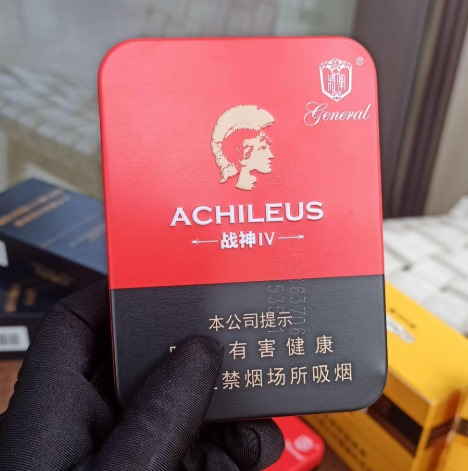 ®
General
ACHILEUS
战神IV
本公司提示
有害健康
禁烟场所吸烟